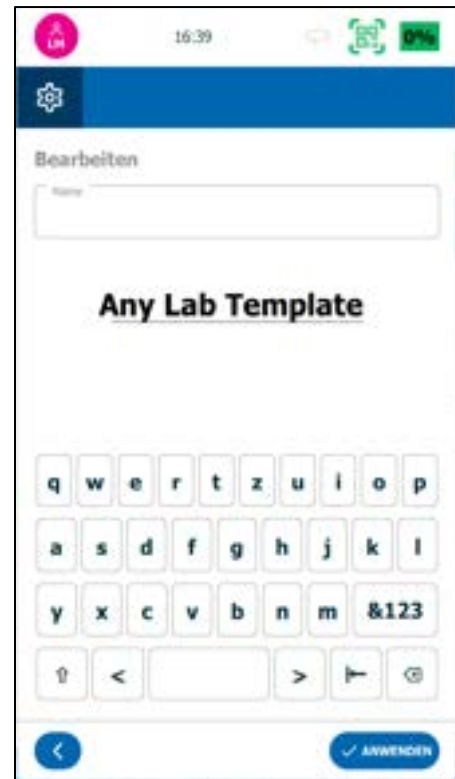 LM 16:39 0%
Bearbeiten
Name
Any Lab Template
q w e r t z u i o p
a s d f g h j k l
y x c v b n m &123
< >
ANWENDEN